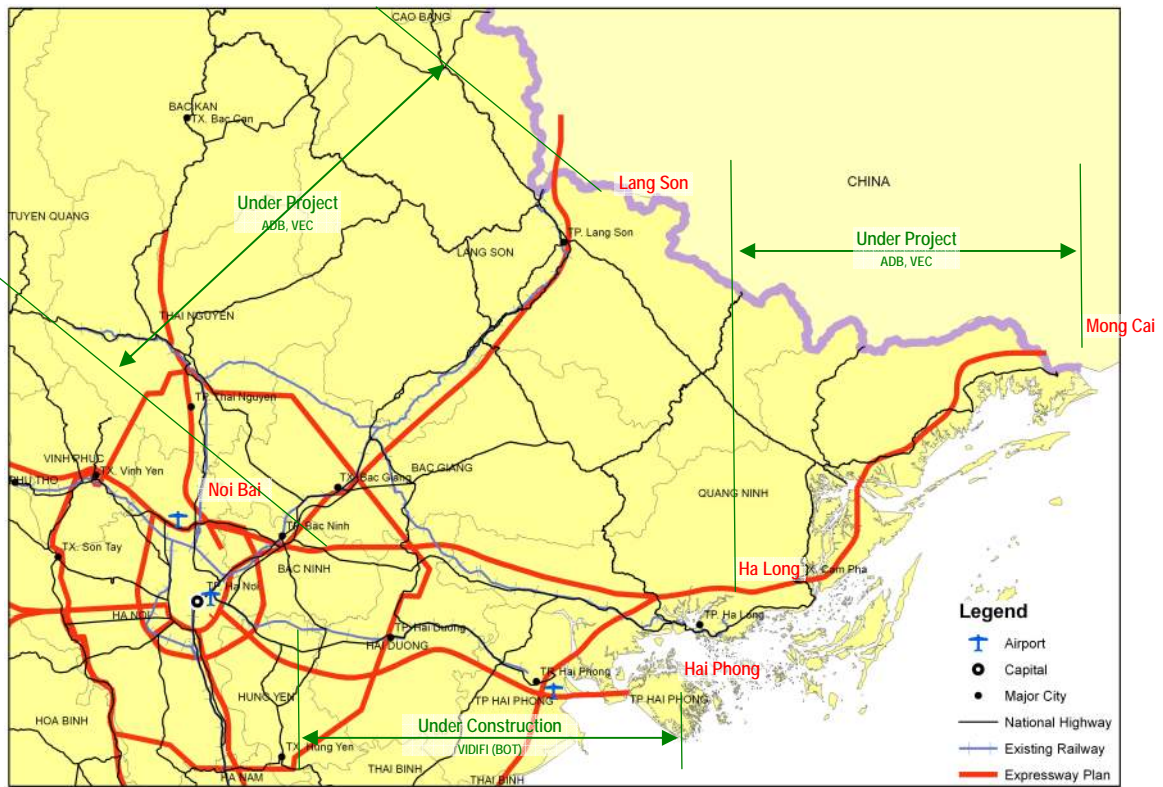 CAO BANG
BAC KAN
TX. Bac Can
Lang Son
CHINA
Under Project
ADB, VEC
TUYEN QUANG
TP. Lang Son
LANG SON
Under Project
ADB, VEC
THAI NGUYEN
Mong Cai
TP. Thai Nguyen
VINH PHUC
TX. Vinh Yen
BAC GIANG
PHU THO
Noi Bai
TX. Bac Giang
QUANG NINH
TP. Bac Ninh
TX. Son Tay
BAC NINH
Ha Long
TX. Cam Pha
TP. Ha Noi
HA NOI
Legend
TP. Ha Long
TP. Hai Duong
HAI DUONG
Airport
Hai Phong
TP. Hai Phong
Capital
HUNG YEN
TP HAI PHONG
TP HAI PHONG
Major City
HOA BINH
Under Construction
VIDIFI (BOT)
National Highway
TX. Hung Yen
Existing Railway
THAI BINH
HA NAM
THAI BINH
Expressway Plan